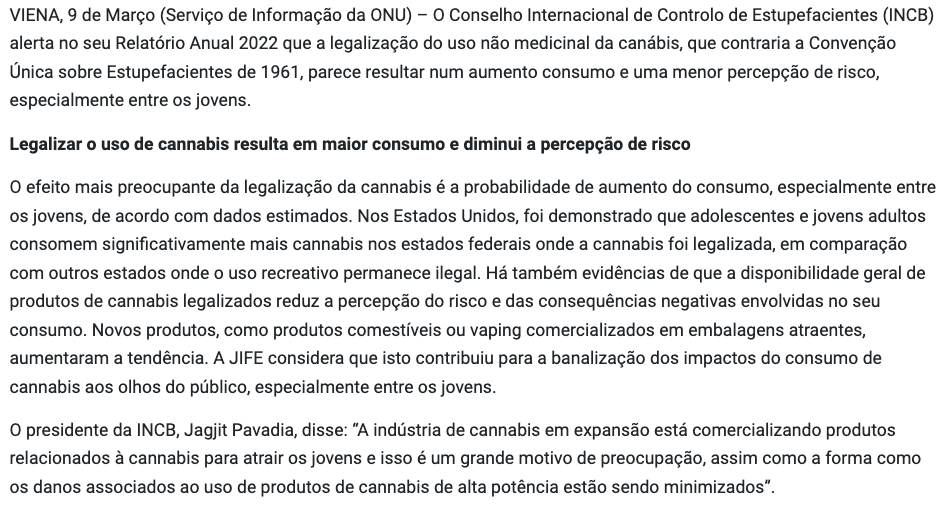 VIENA, 9 de Março (Serviço de Informação da ONU) – O Conselho Internacional de Controlo de Estupefacientes (INCB)
alerta no seu Relatório Anual 2022 que a legalização do uso não medicinal da canábis, que contraria a Convenção
Única sobre Estupefacientes de 1961, parece resultar num aumento consumo e uma menor percepção de risco,
especialmente entre os jovens.
Legalizar o uso de cannabis resulta em maior consumo e diminui a percepção de risco
O efeito mais preocupante da legalização da cannabis é a probabilidade de aumento do consumo, especialmente entre
os jovens, de acordo com dados estimados. Nos Estados Unidos, foi demonstrado que adolescentes e jovens adultos
consomem significativamente mais cannabis nos estados federais onde a cannabis foi legalizada, em comparação
com outros estados onde o uso recreativo permanece ilegal. Há também evidências de que a disponibilidade geral de
produtos de cannabis legalizados reduz a percepção do risco e das consequências negativas envolvidas no seu
consumo. Novos produtos, como produtos comestíveis ou vaping comercializados em embalagens atraentes,
aumentaram a tendência. A JIFE considera que isto contribuiu para a banalização dos impactos do consumo de
cannabis aos olhos do público, especialmente entre os jovens.
O presidente da INCB, Jagjit Pavadia, disse: “A indústria de cannabis em expansão está comercializando produtos
relacionados à cannabis para atrair os jovens e isso é um grande motivo de preocupação, assim como a forma como
os danos associados ao uso de produtos de cannabis de alta potência estão sendo minimizados”.